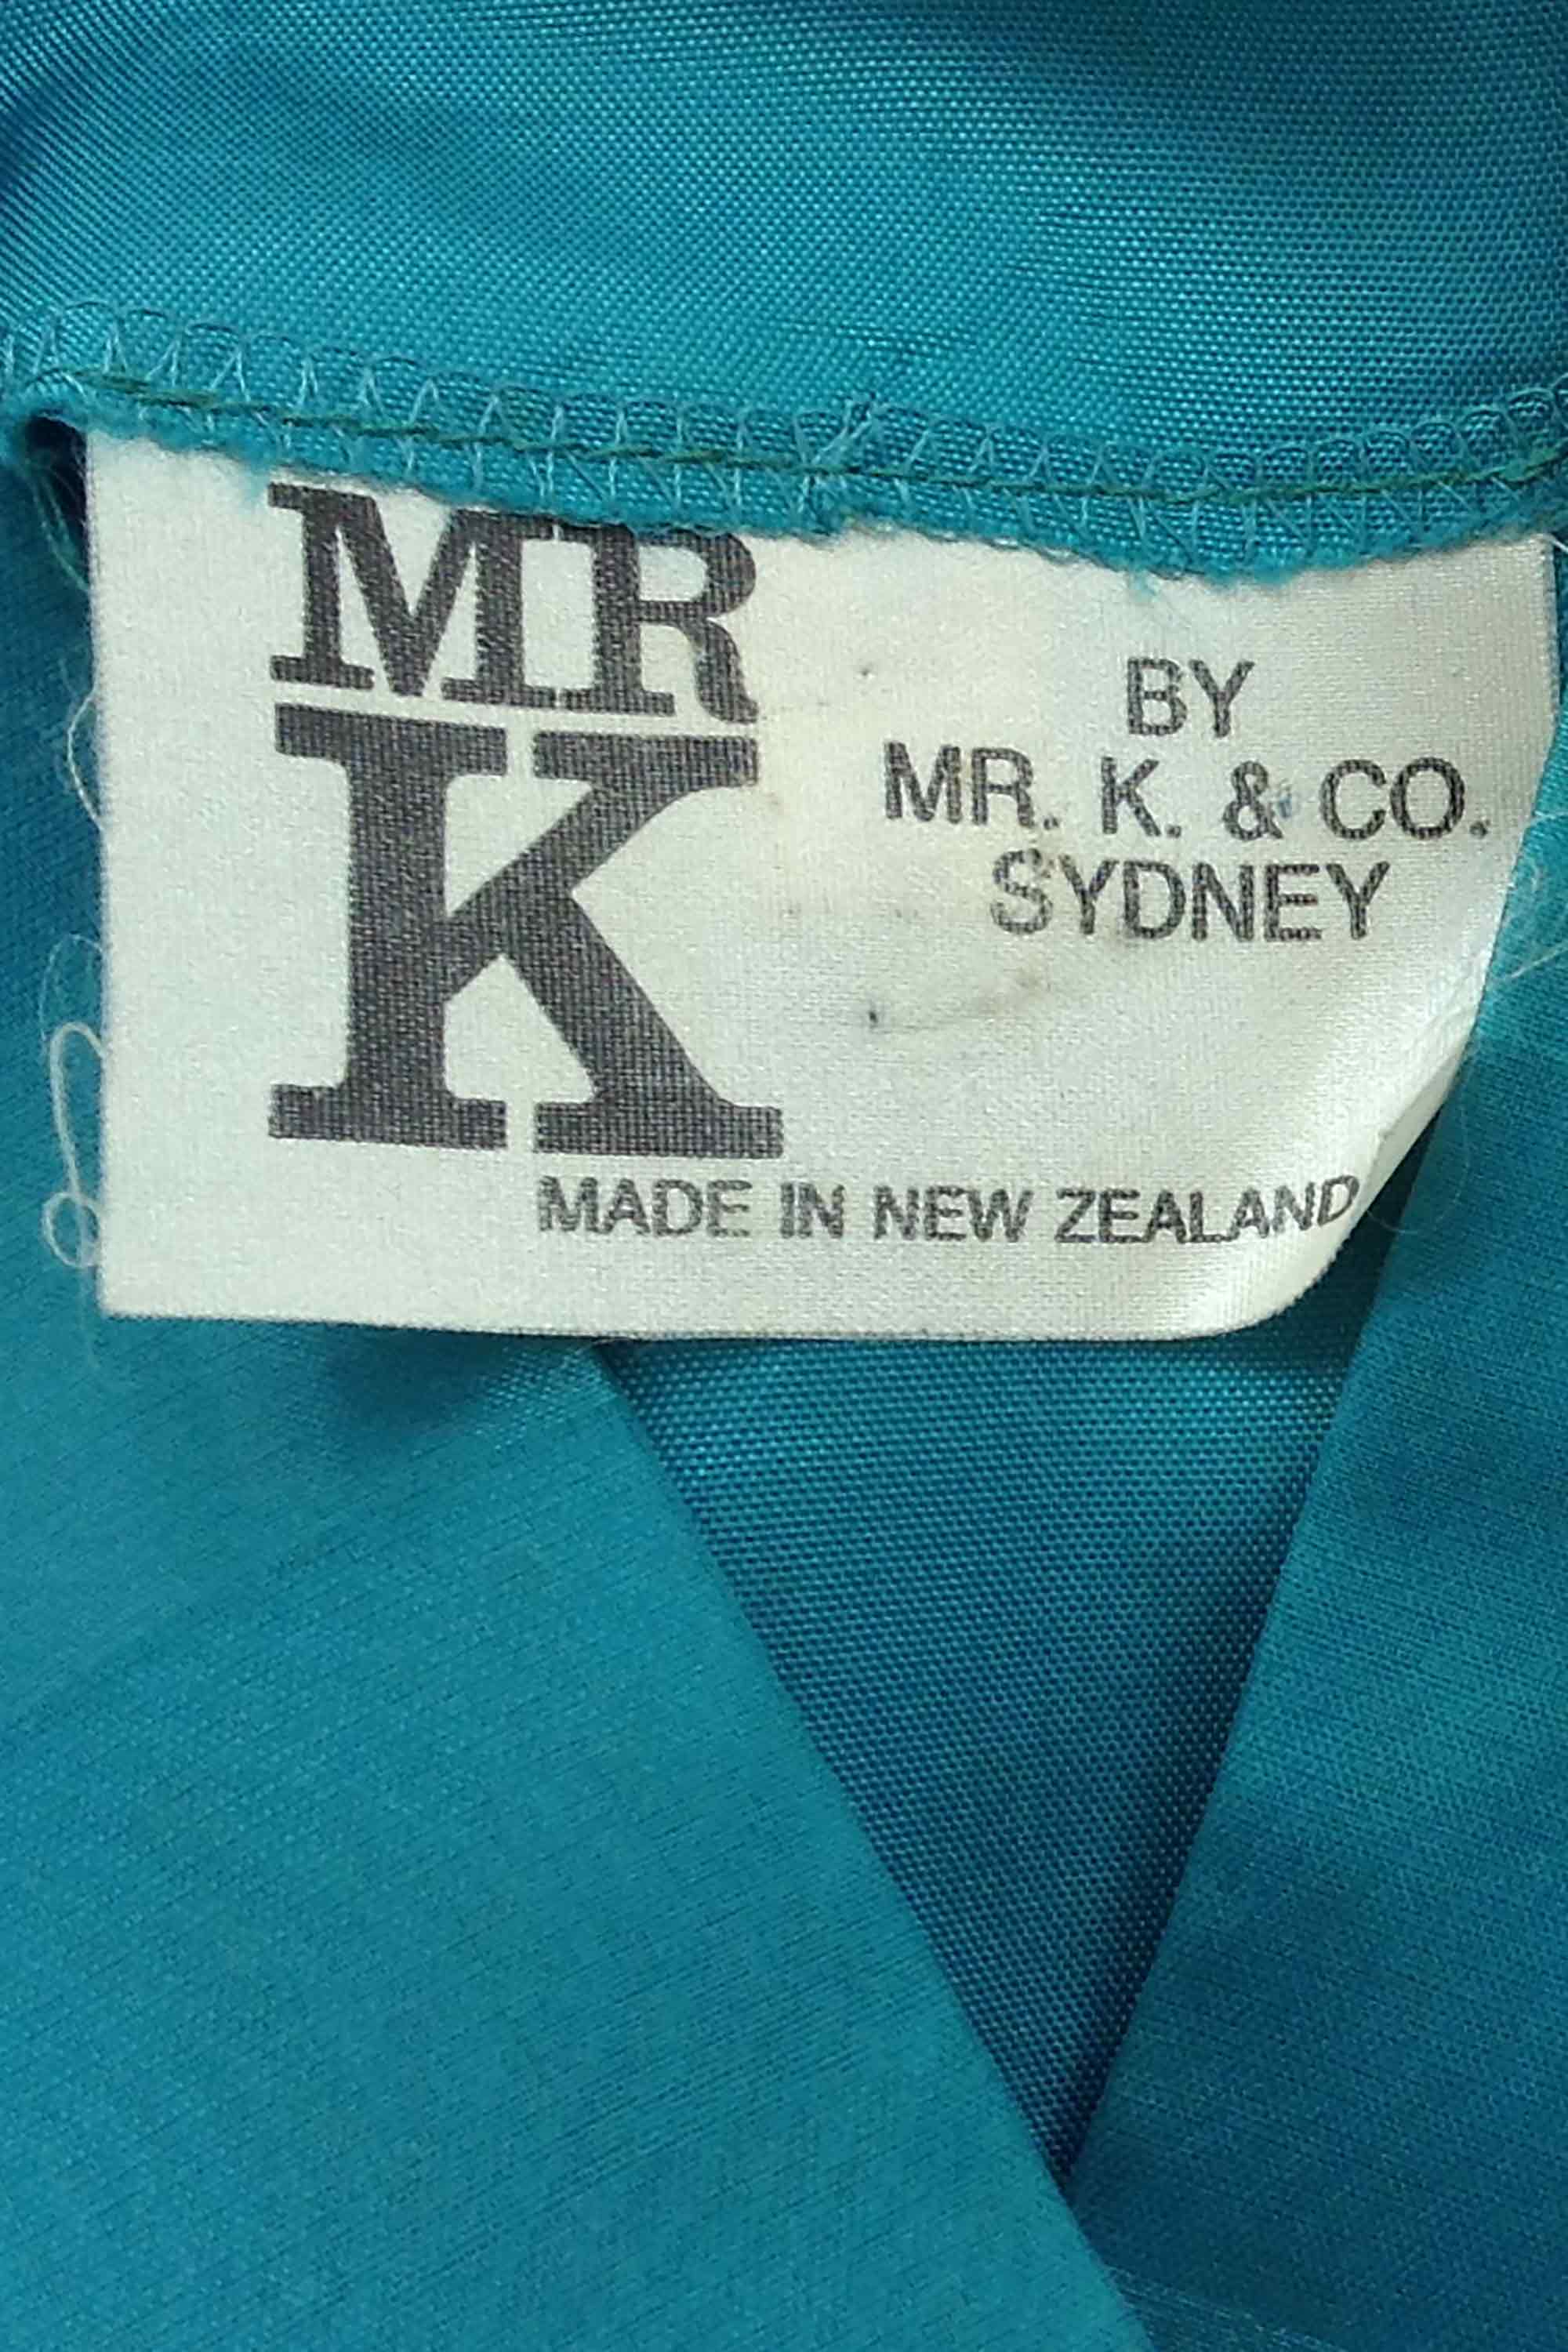 MR
K
BY
MR. K. & CO.
SYDNEY
MADE IN NEW ZEALAND